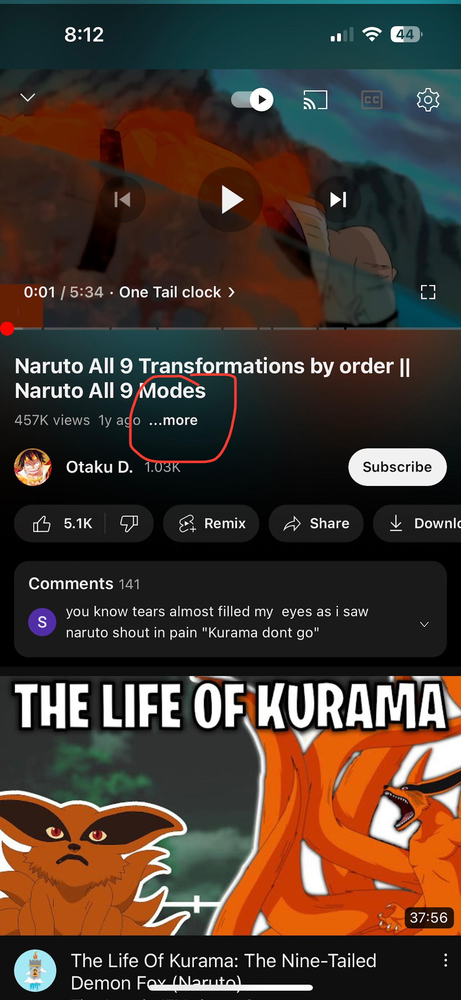 8:12
44
CC
0:01 / 5:34 · One Tail clock >
Naruto All 9 Transformations by order ||
Naruto All 9 Modes
457K views 1y ago ...more
Otaku D. 1.03K
Subscribe
5.1K
Remix
Share
Downlo
Comments 141
S
you know tears almost filled my  eyes as i saw
naruto shout in pain "Kurama dont go"
THE LIFE OF KURAMA
37:56
The Life Of Kurama: The Nine-Tailed
Demon Fox (Naruto)